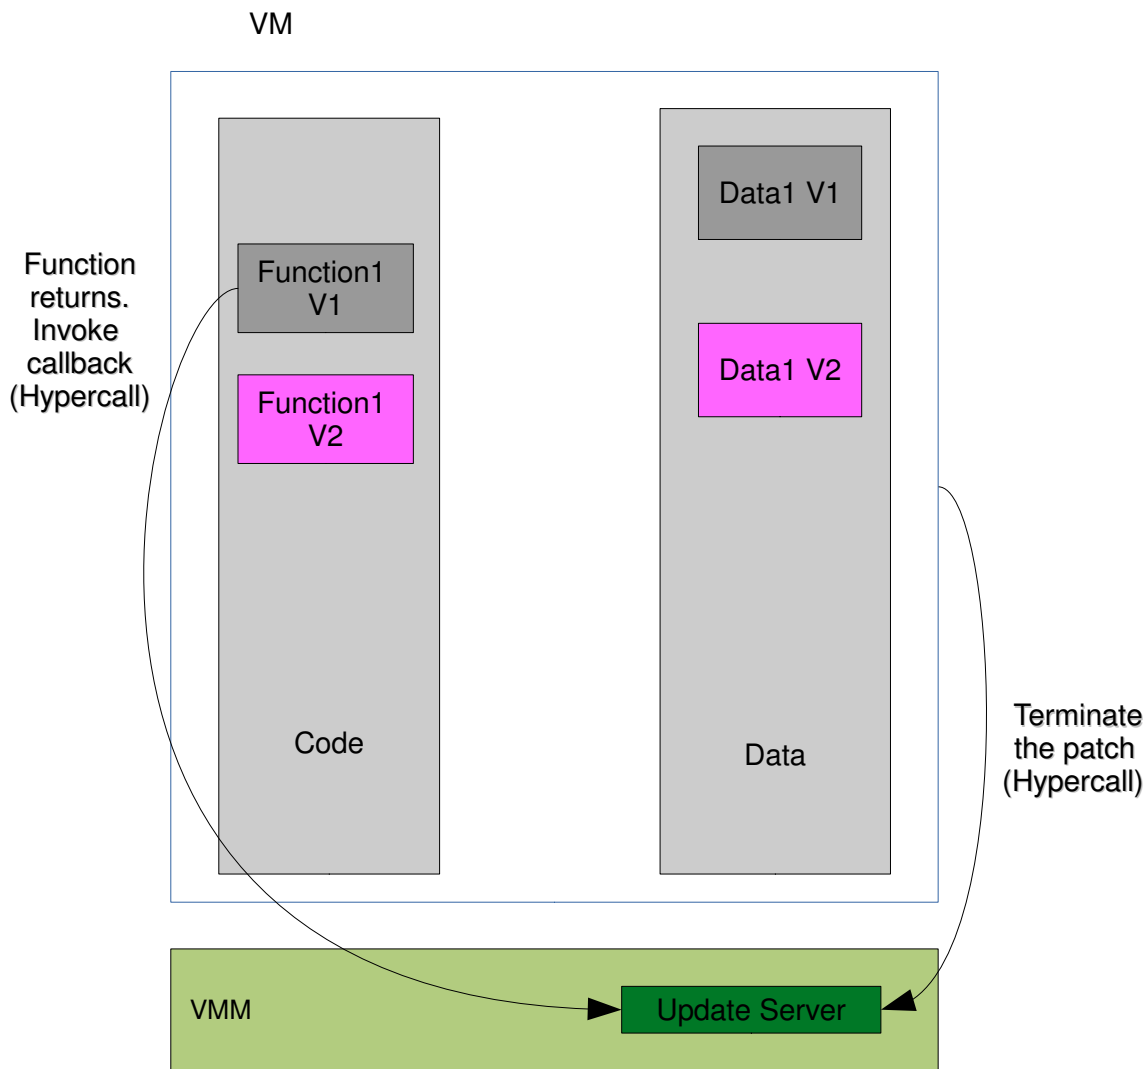 VM
Function
returns.
Invoke
callback
(Hypercall)
Function1
V1
Function1
V2
Code
Data1 V1
Data1 V2
Data
Terminate
the patch
(Hypercall)
VMM
Update Server